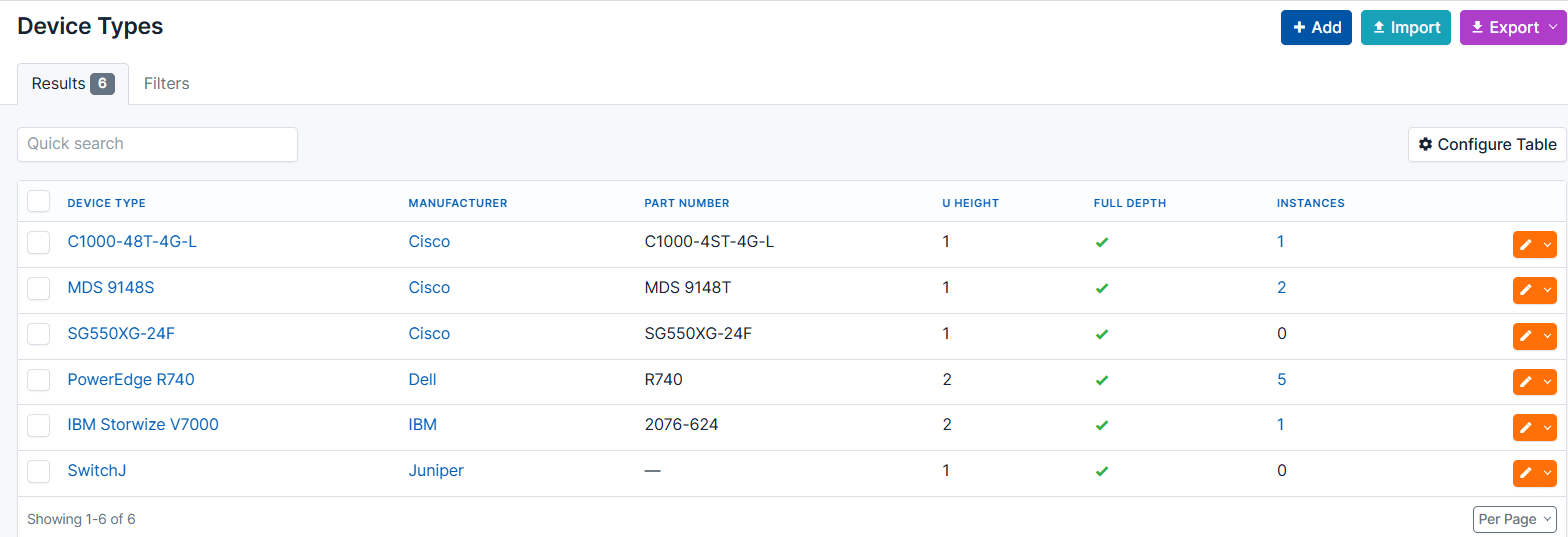 Device Types
Add Import Export
Results 6 Filters
Quick search
Configure Table
DEVICE TYPE MANUFACTURER PART NUMBER U HEIGHT FULL DEPTH INSTANCES
C1000-48T-4G-L Cisco C1000-4ST-4G-L 1 1
MDS 9148S Cisco MDS 9148T 1 2
SG550XG-24F Cisco SG550XG-24F 1 0
PowerEdge R740 Dell R740 2 5
IBM Storwize V7000 IBM 2076-624 2 1
SwitchJ Juniper — 1 0
Showing 1-6 of 6
Per Page